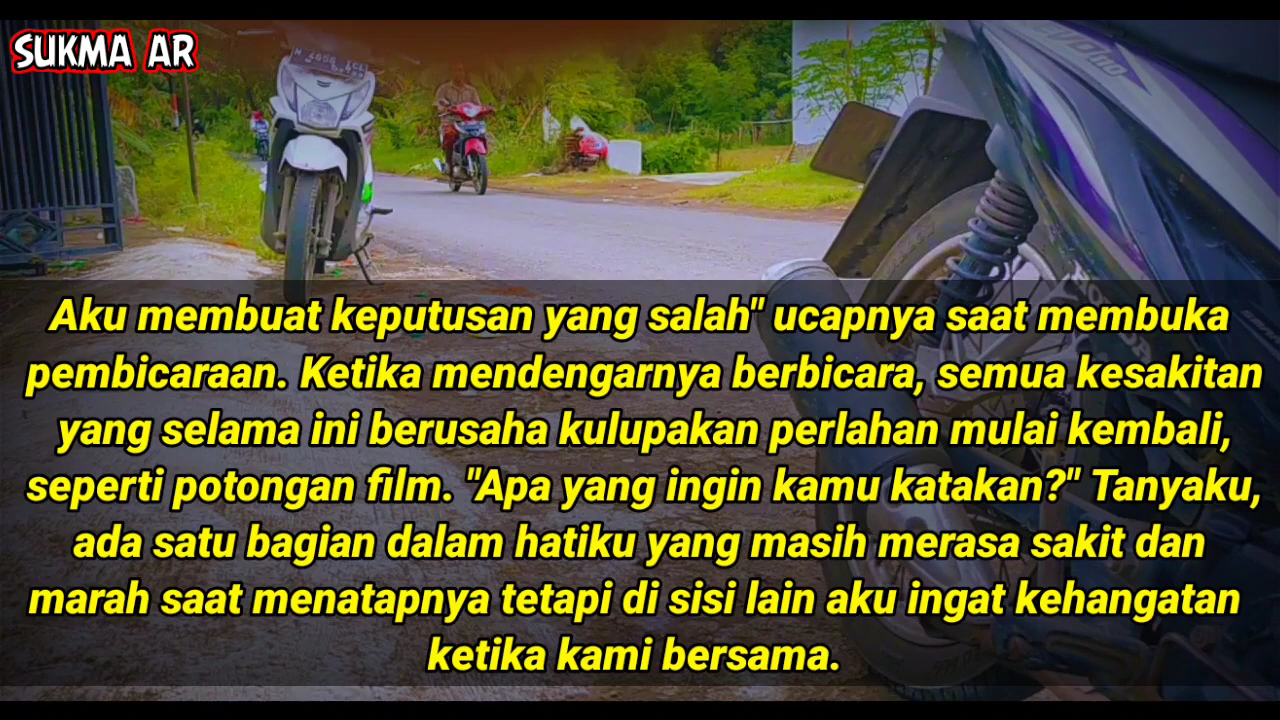 SUKMA AR
Aku membuat keputusan yang salah" ucapnya saat membuka
pembicaraan. Ketika mendengarnya berbicara, semua kesakitan
yang selama ini berusaha kulupakan perlahan mulai kembali,
seperti potongan film. "Apa yang ingin kamu katakan?" Tanyaku,
ada satu bagian dalam hatiku yang masih merasa sakit dan
marah saat menatapnya tetapi di sisi lain aku ingat kehangatan
ketika kami bersama.